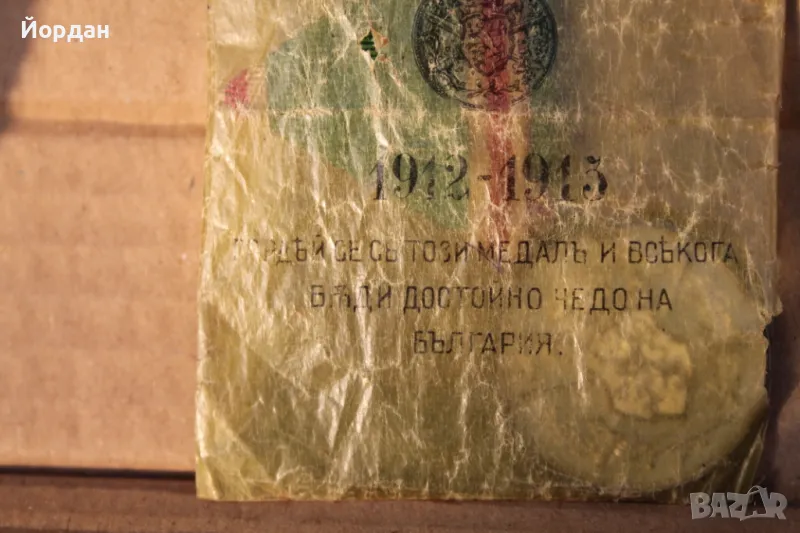 Йордан
1912-1913
ГОРДѢЙ СЕ СЪ ТОЗИ МЕДАЛЪ И ВСѢКОГА
БѪДИ ДОСТОЙНО ЧЕДО НА
БЪЛГАРИЯ.
BAZAR